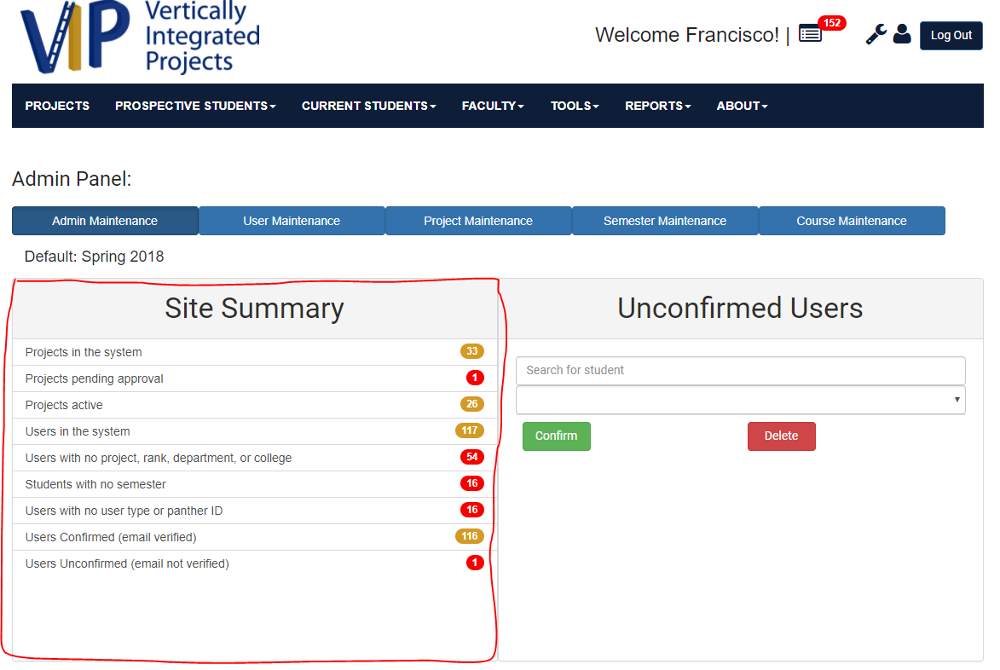 VIP Vertically
Integrated
Projects
Welcome Francisco! | 152 Log Out
PROJECTS PROSPECTIVE STUDENTS CURRENT STUDENTS FACULTY TOOLS REPORTS ABOUT
Admin Panel:
Admin Maintenance User Maintenance Project Maintenance Semester Maintenance Course Maintenance
Default: Spring 2018
Site Summary
Projects in the system 33
Projects pending approval 1
Projects active 26
Users in the system 117
Users with no project, rank, department, or college 54
Students with no semester 16
Users with no user type or panther ID 16
Users Confirmed (email verified) 116
Users Unconfirmed (email not verified) 1
Unconfirmed Users
Search for student
Confirm Delete